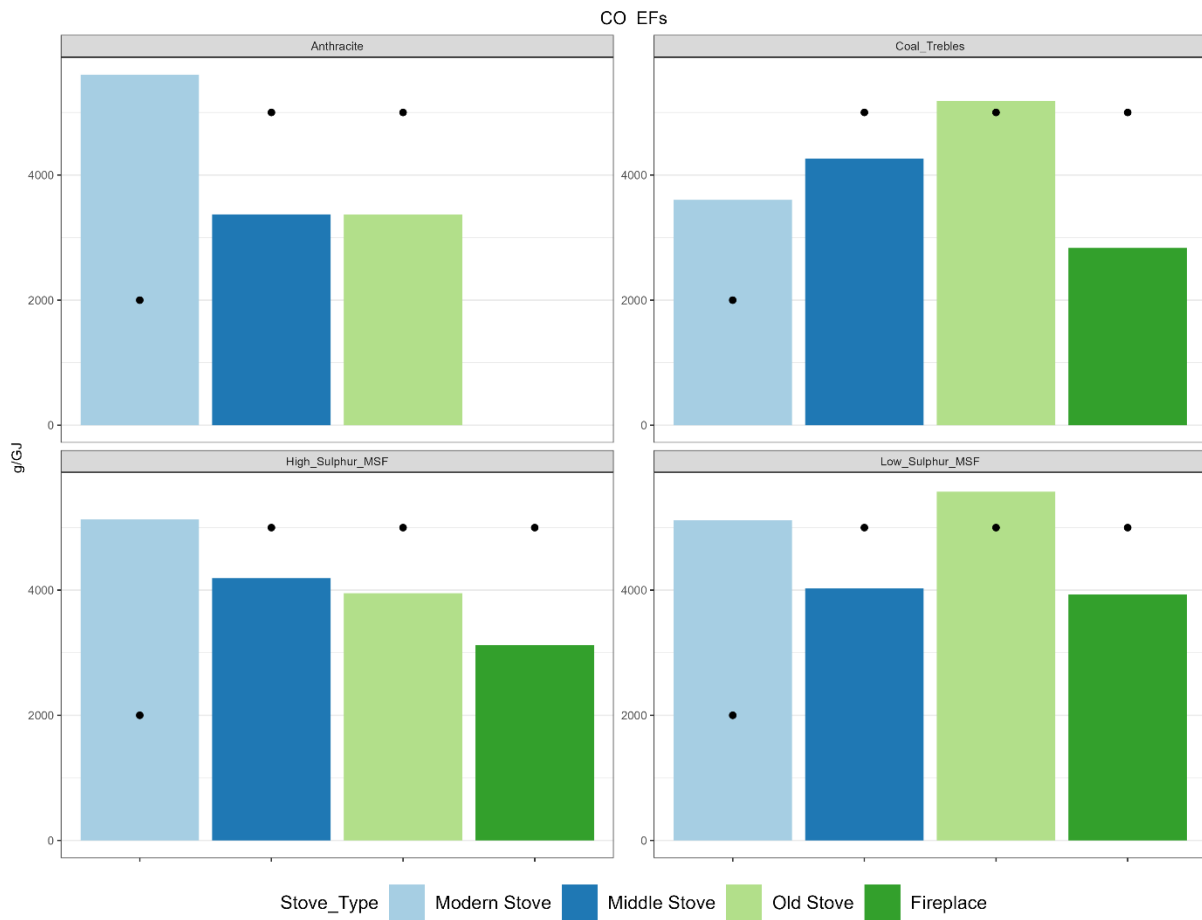 CO EFs
Anthracite
Coal_Trebles
4000
2000
0
4000
2000
0
g/GJ
High_Sulphur_MSF
Low_Sulphur_MSF
4000
2000
0
4000
2000
0
Stove_Type Modern Stove Middle Stove Old Stove Fireplace